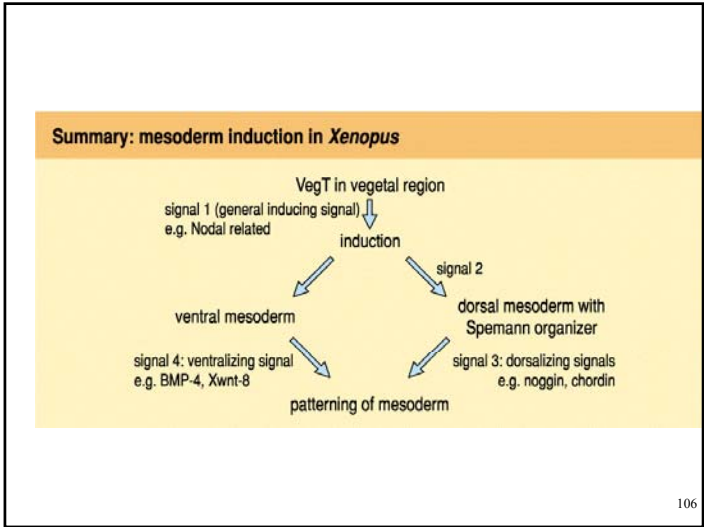 Summary: mesoderm induction in Xenopus
VegT in vegetal region
signal 1 (general inducing signal)
e.g. Nodal related
induction
signal 2
ventral mesoderm
dorsal mesoderm with
Spemann organizer
signal 4: ventralizing signal
e.g. BMP-4, Xwnt-8
signal 3: dorsalizing signals
e.g. noggin, chordin
patterning of mesoderm
106